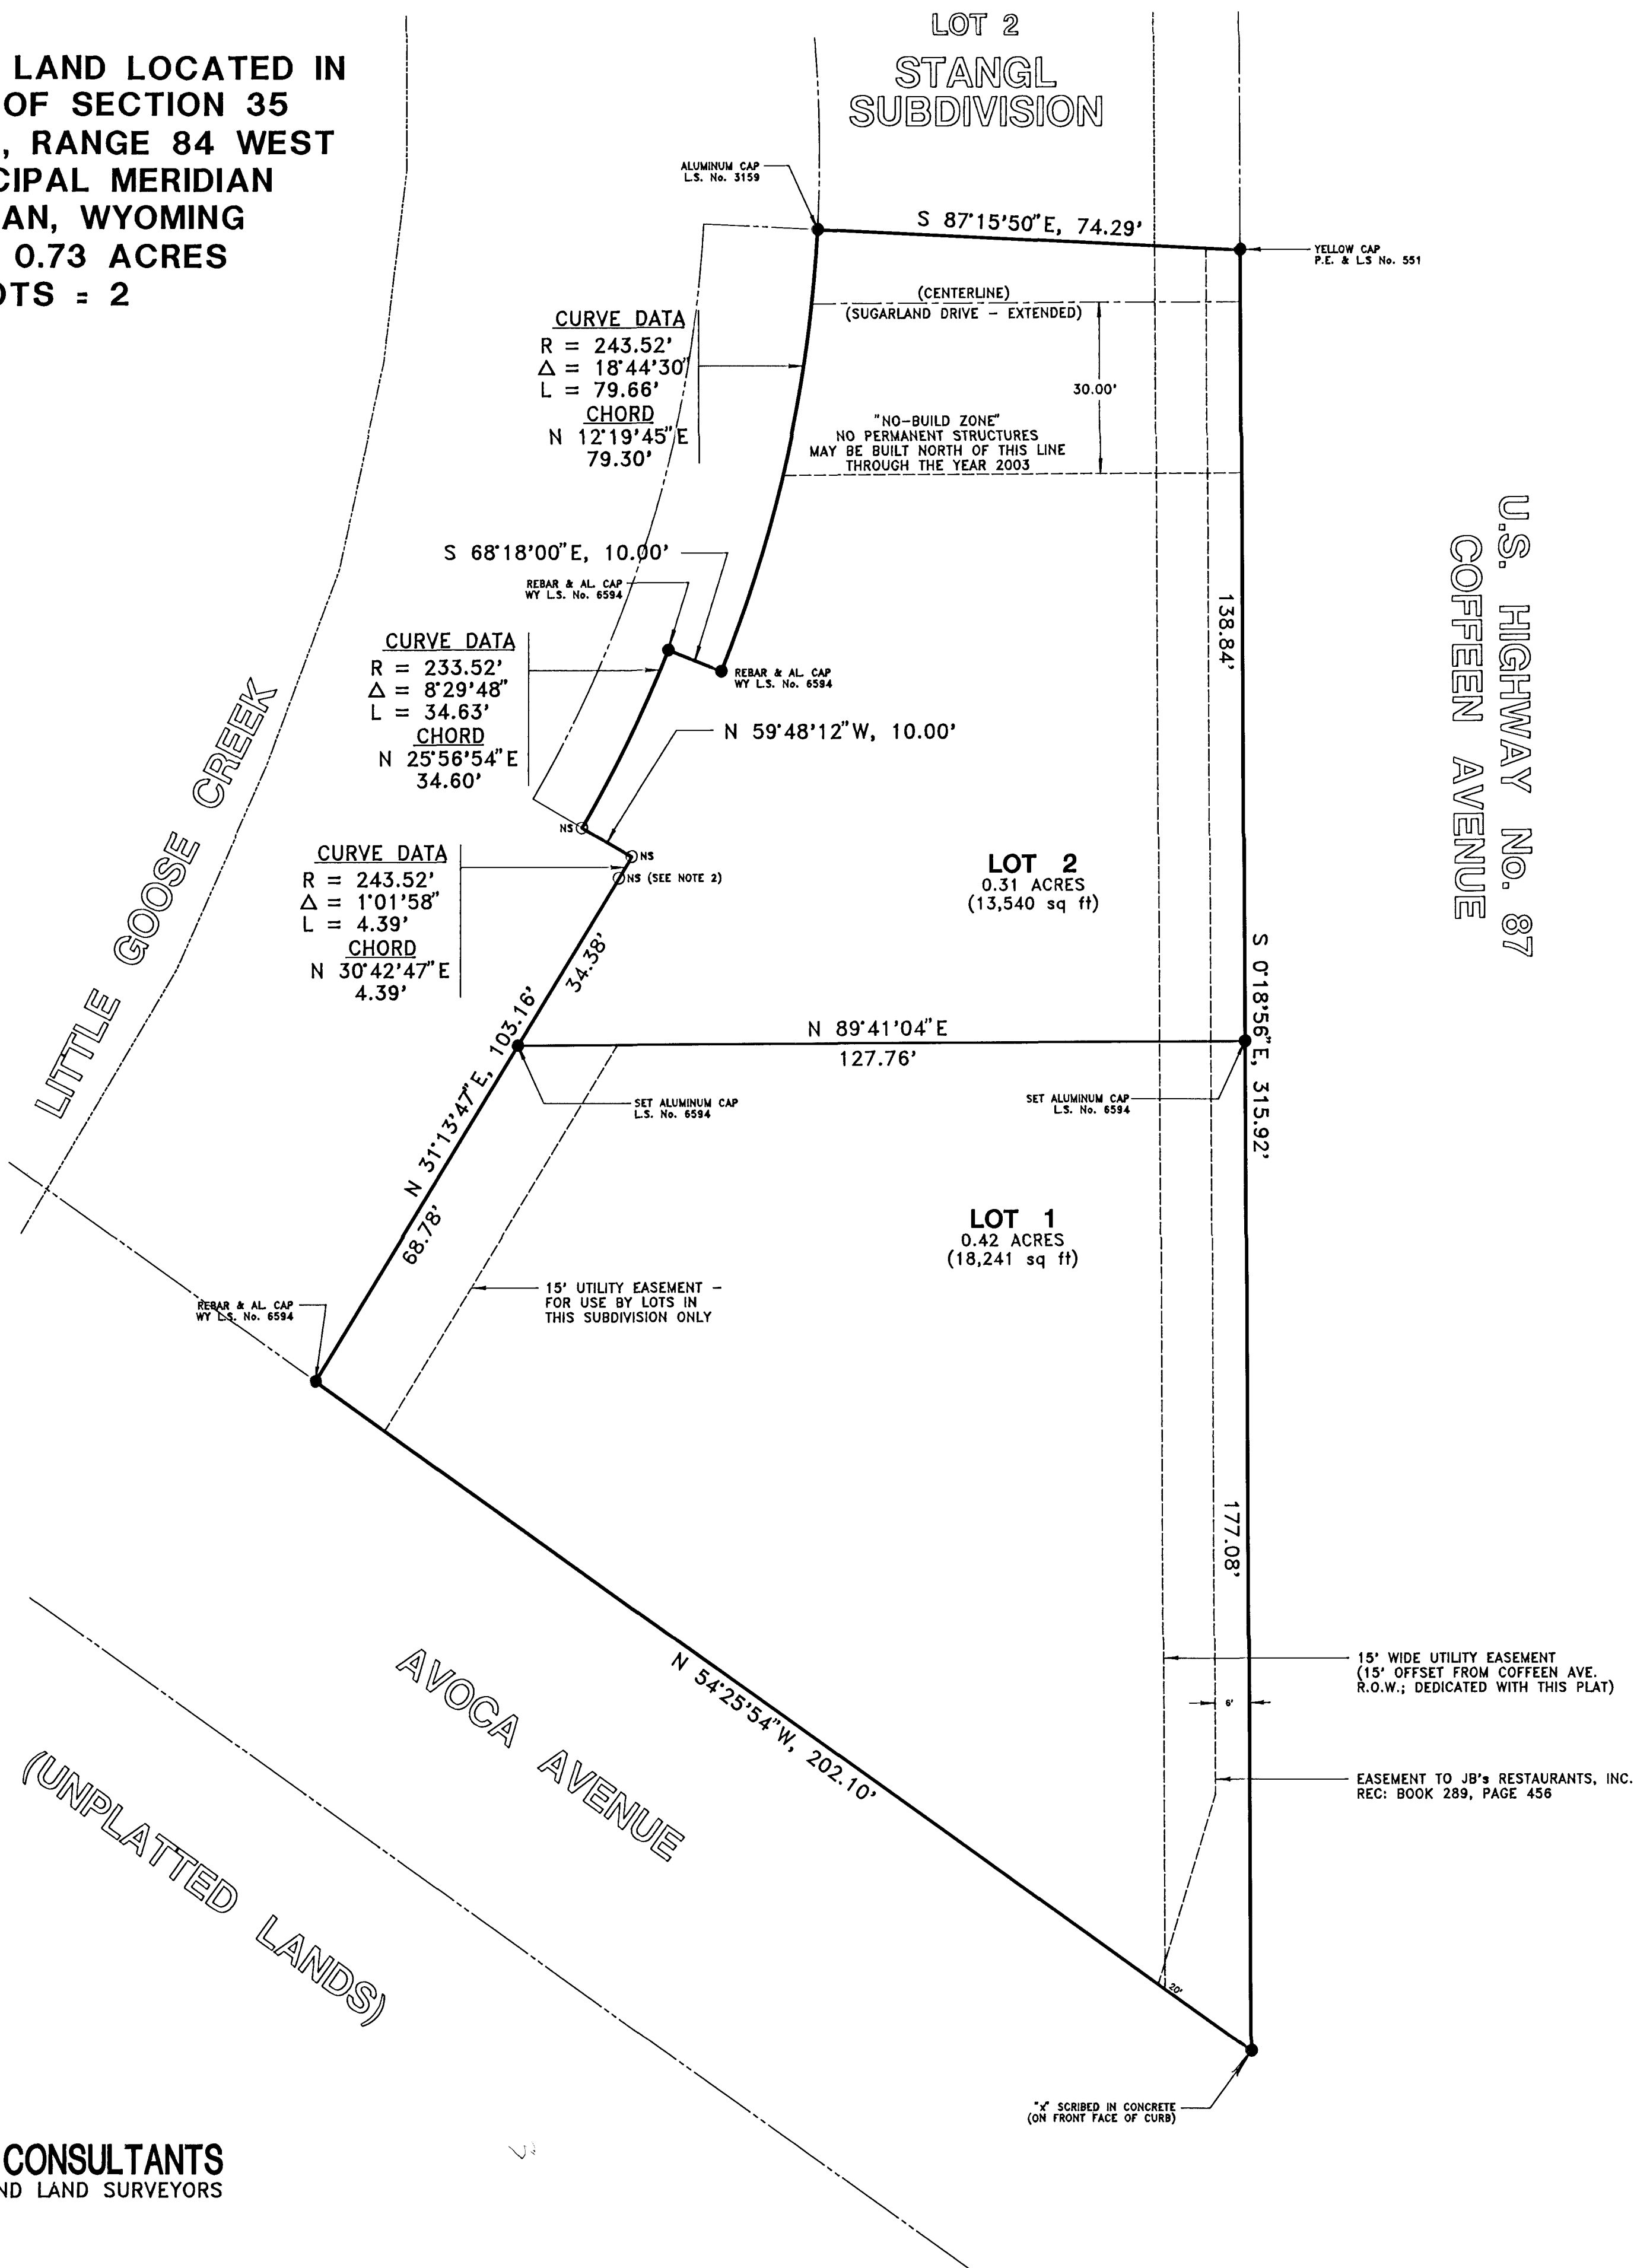 LAND LOCATED IN
OF SECTION 35
, RANGE 84 WEST
CIPAL MERIDIAN
AN, WYOMING
0.73 ACRES
OTS = 2
LOT 2
STANGL
SUBDIVISION
ALUMINUM CAP
L.S. No. 3159
S 87°15'50"E, 74.29'
YELLOW CAP
P.E. & L.S No. 551
(CENTERLINE)
(SUGARLAND DRIVE - EXTENDED)
30.00'
CURVE DATA
R = 243.52'
Δ = 18°44'30"
L = 79.66'
CHORD
N 12°19'45"E
79.30'
"NO-BUILD ZONE"
NO PERMANENT STRUCTURES
MAY BE BUILT NORTH OF THIS LINE
THROUGH THE YEAR 2003
U.S. HIGHWAY No. 87
COFFEEN AVENUE
S 68°18'00"E, 10.00'
REBAR & AL. CAP
WY L.S. No. 6594
138.84'
CURVE DATA
R = 233.52'
Δ = 8°29'48"
L = 34.63'
CHORD
N 25°56'54"E
34.60'
REBAR & AL. CAP
WY L.S. No. 6594
N 59°48'12"W, 10.00'
LITTLE GOOSE CREEK
NS
NS
NS (SEE NOTE 2)
CURVE DATA
R = 243.52'
Δ = 1°01'58"
L = 4.39'
CHORD
N 30°42'47"E
4.39'
LOT 2
0.31 ACRES
(13,540 sq ft)
34.38'
S 0°18'56"E, 315.92'
N 89°41'04"E
127.76'
N 31°13'47"E, 103.16'
SET ALUMINUM CAP
L.S. No. 6594
SET ALUMINUM CAP
L.S. No. 6594
68.78'
LOT 1
0.42 ACRES
(18,241 sq ft)
15' UTILITY EASEMENT -
FOR USE BY LOTS IN
THIS SUBDIVISION ONLY
REBAR & AL. CAP
WY L.S. No. 6594
177.08'
AVOCA AVENUE
N 54°25'54"W, 202.10'
15' WIDE UTILITY EASEMENT
(15' OFFSET FROM COFFEEN AVE.
R.O.W.; DEDICATED WITH THIS PLAT)
6'
(UNPLATTED LANDS)
EASEMENT TO JB's RESTAURANTS, INC.
REC: BOOK 289, PAGE 456
20'
"X" SCRIBED IN CONCRETE
(ON FRONT FACE OF CURB)
CONSULTANTS
ND LAND SURVEYORS